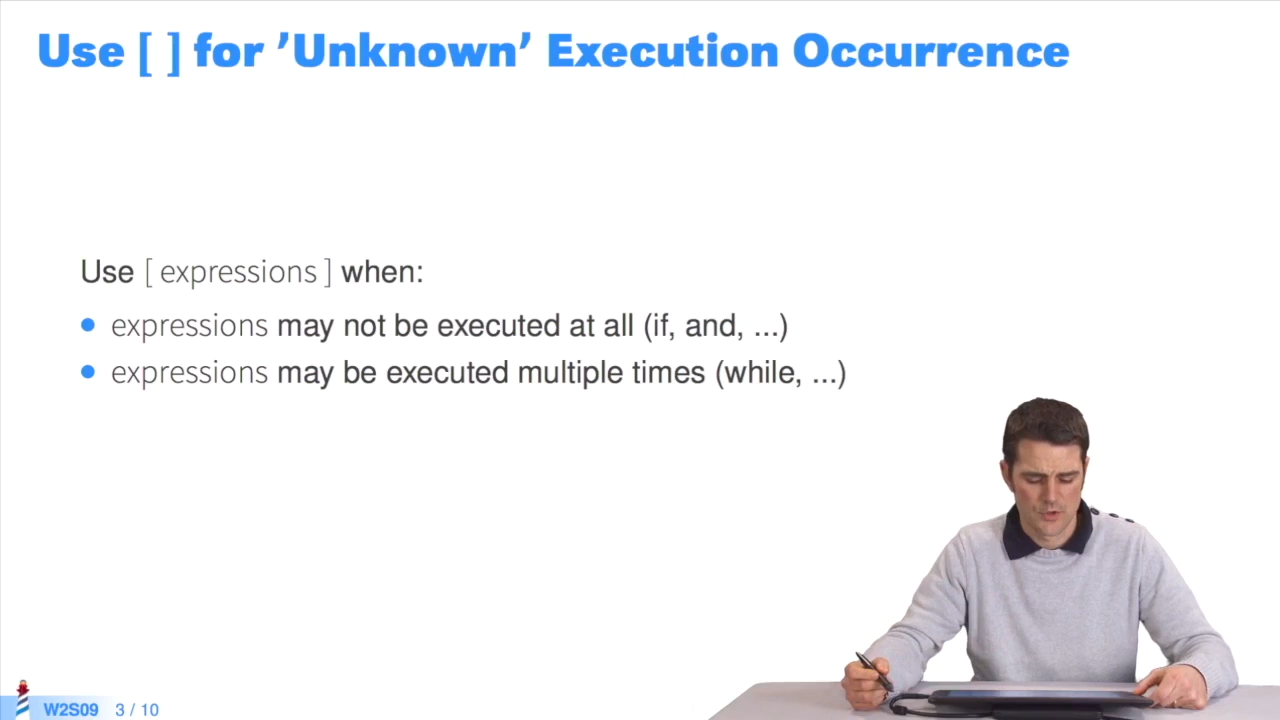 Use [ ] for ’Unknown’ Execution Occurrence
Use [ expressions ] when:
expressions may not be executed at all (if, and, ...)
expressions may be executed multiple times (while, ...)
W2S09 3 / 10